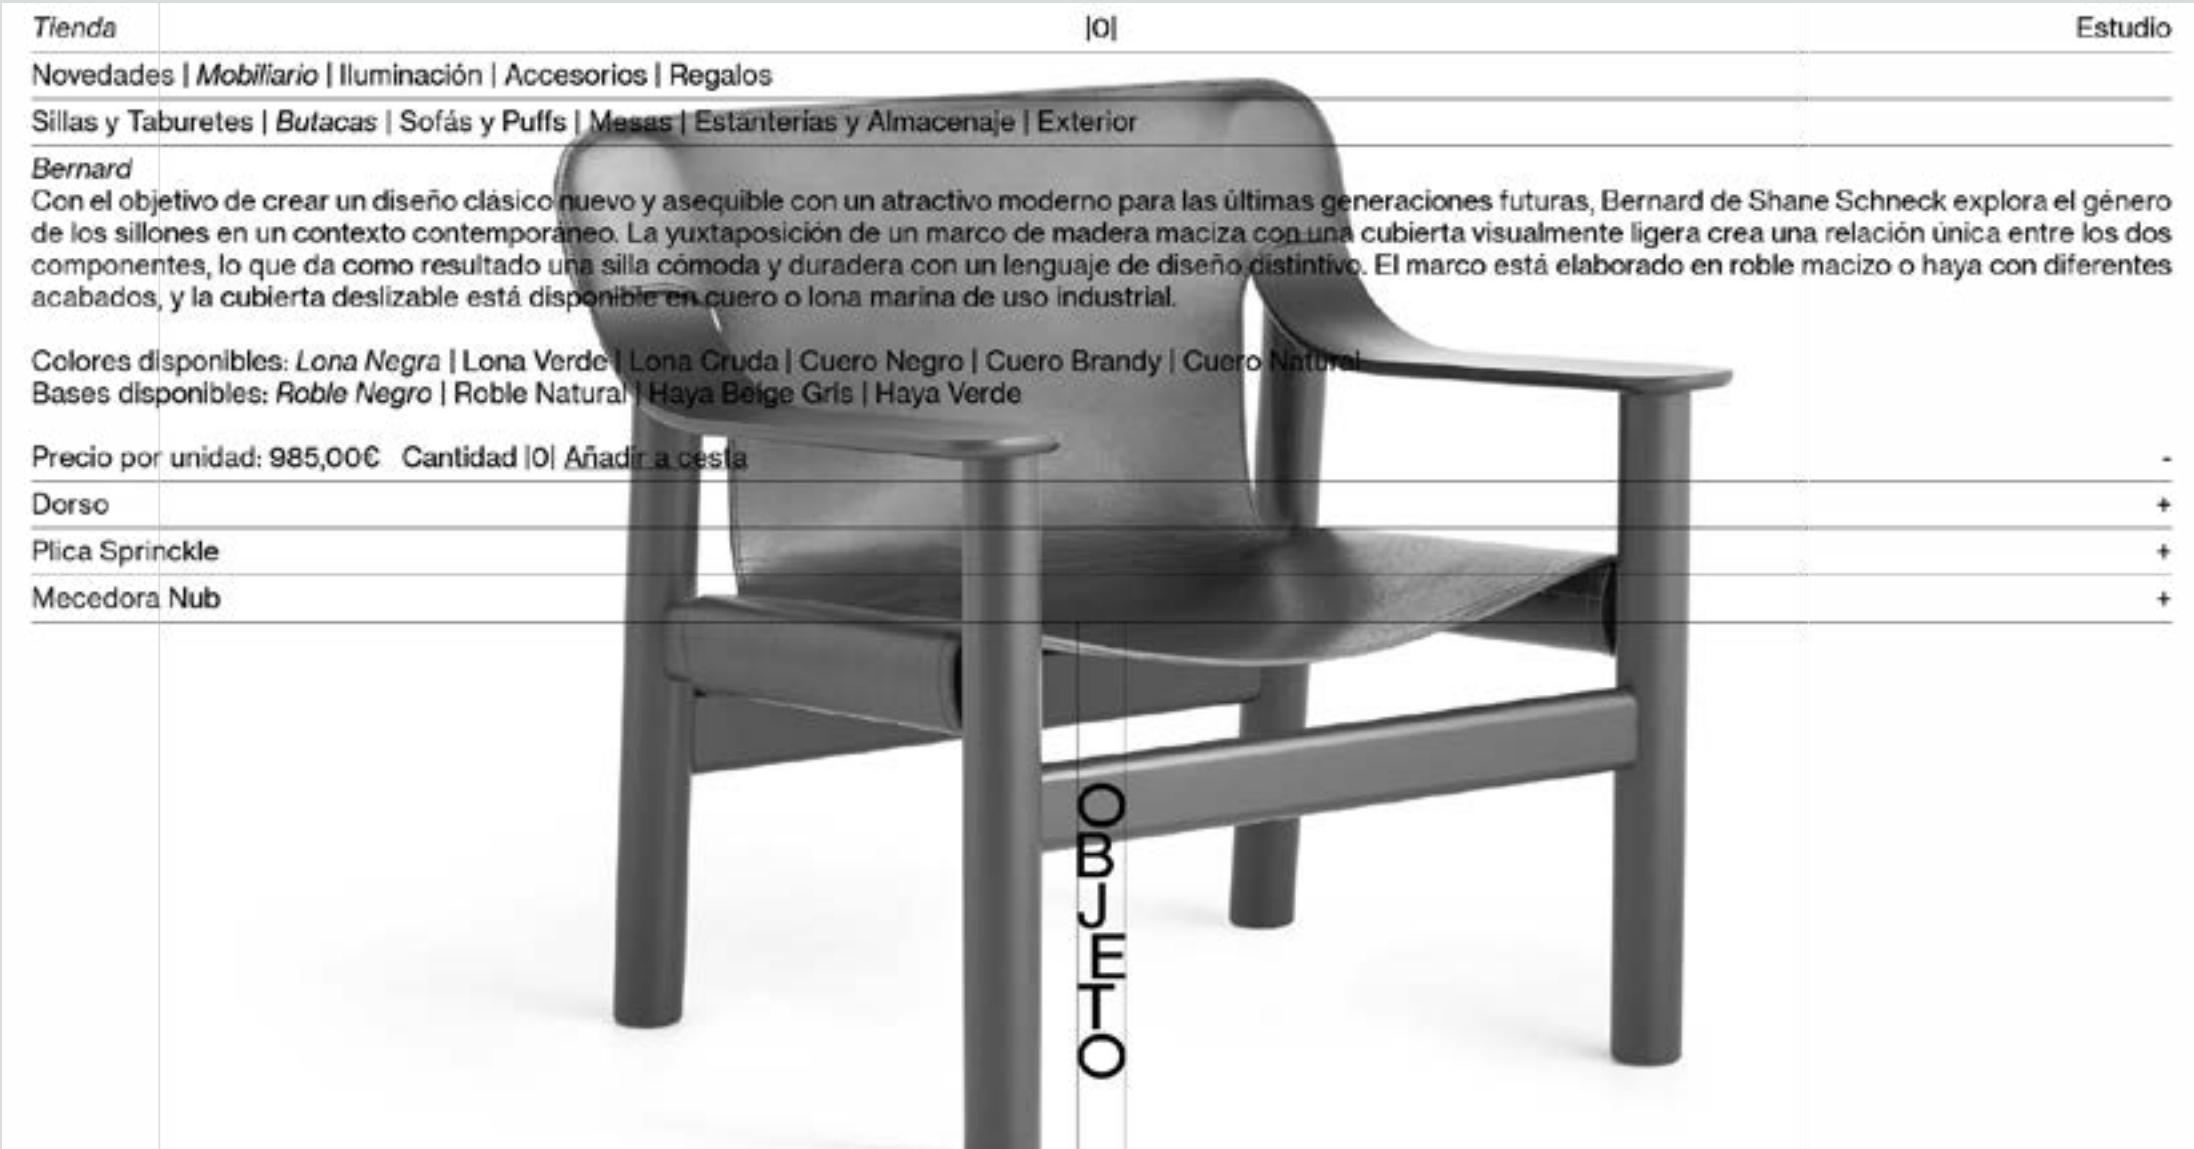 Tienda |0| Estudio
Novedades | Mobiliario | Iluminación | Accesorios | Regalos
Sillas y Taburetes | Butacas | Sofás y Puffs | Mesas | Estanterías y Almacenaje | Exterior
Bernard
Con el objetivo de crear un diseño clásico nuevo y asequible con un atractivo moderno para las últimas generaciones futuras, Bernard de Shane Schneck explora el género
de los sillones en un contexto contemporáneo. La yuxtaposición de un marco de madera maciza con una cubierta visualmente ligera crea una relación única entre los dos
componentes, lo que da como resultado una silla cómoda y duradera con un lenguaje de diseño distintivo. El marco está elaborado en roble macizo o haya con diferentes
acabados, y la cubierta deslizable está disponible en cuero o lona marina de uso industrial.
Colores disponibles: Lona Negra | Lona Verde | Lona Cruda | Cuero Negro | Cuero Brandy | Cuero Natural
Bases disponibles: Roble Negro | Roble Natural | Haya Beige Gris | Haya Verde
Precio por unidad: 985,00€ Cantidad |0| Añadir a cesta -
Dorso +
Plica Sprinckle +
Mecedora Nub +
O
B
J
E
T
O